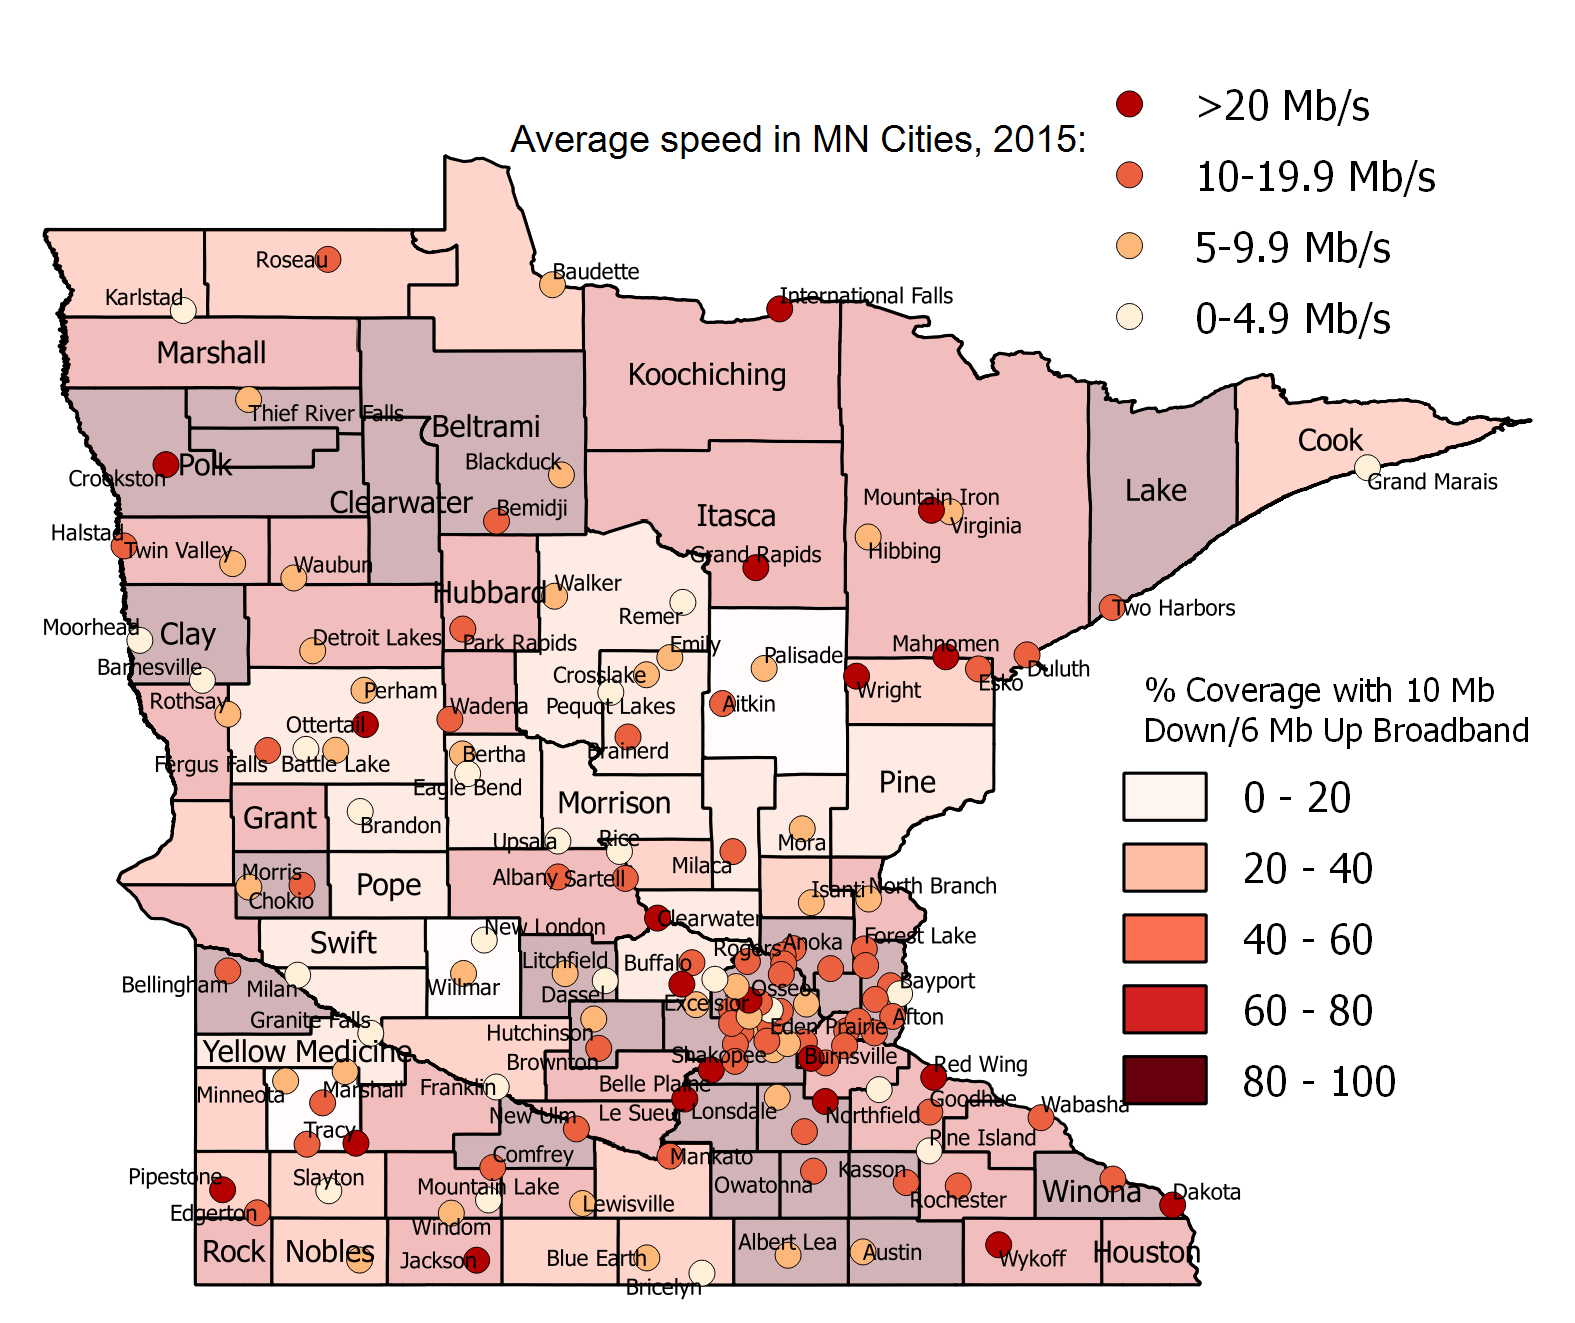 >20 Mb/s
Average speed in MN Cities, 2015:
10-19.9 Mb/s
5-9.9 Mb/s
0-4.9 Mb/s
Roseau
Baudette
Karlstad
International Falls
Marshall
Koochiching
Thief River Falls
Beltrami
Cook
Polk
Blackduck
Crookston
Grand Marais
Lake
Clearwater
Mountain Iron
Bemidji
Itasca
Virginia
Halstad
Twin Valley
Hibbing
Grand Rapids
Waubun
Hubbard
Walker
Remer
Two Harbors
Moorhead
Clay
Detroit Lakes
Park Rapids
Emily
Mahnomen
Palisade
Duluth
Barnesville
Crosslake
Esko
Perham
Wright
% Coverage with 10 Mb
Down/6 Mb Up Broadband
Rothsay
Wadena
Pequot Lakes
Aitkin
Ottertail
Brainerd
Bertha
Fergus Falls
Battle Lake
Pine
Eagle Bend
0 - 20
Morrison
Grant
Brandon
Upsala
Rice
Mora
Milaca
20 - 40
Morris
Albany
Sartell
Pope
Isanti
North Branch
Chokio
Clearwater
New London
Forest Lake
40 - 60
Swift
Anoka
Rogers
Litchfield
Buffalo
Bellingham
Milan
Willmar
Dassel
Osseo
Bayport
Excelsior
60 - 80
Granite Falls
Hutchinson
Eden Prairie
Afton
Yellow Medicine
Brownton
Shakopee
Burnsville
Red Wing
80 - 100
Minneota
Marshall
Franklin
Belle Plaine
Goodhue
Wabasha
New Ulm
Le Sueur
Lonsdale
Northfield
Tracy
Pine Island
Comfrey
Mankato
Pipestone
Slayton
Mountain Lake
Owatonna
Kasson
Rochester
Winona
Dakota
Edgerton
Windom
Lewisville
Rock
Nobles
Jackson
Blue Earth
Albert Lea
Austin
Wykoff
Houston
Bricelyn